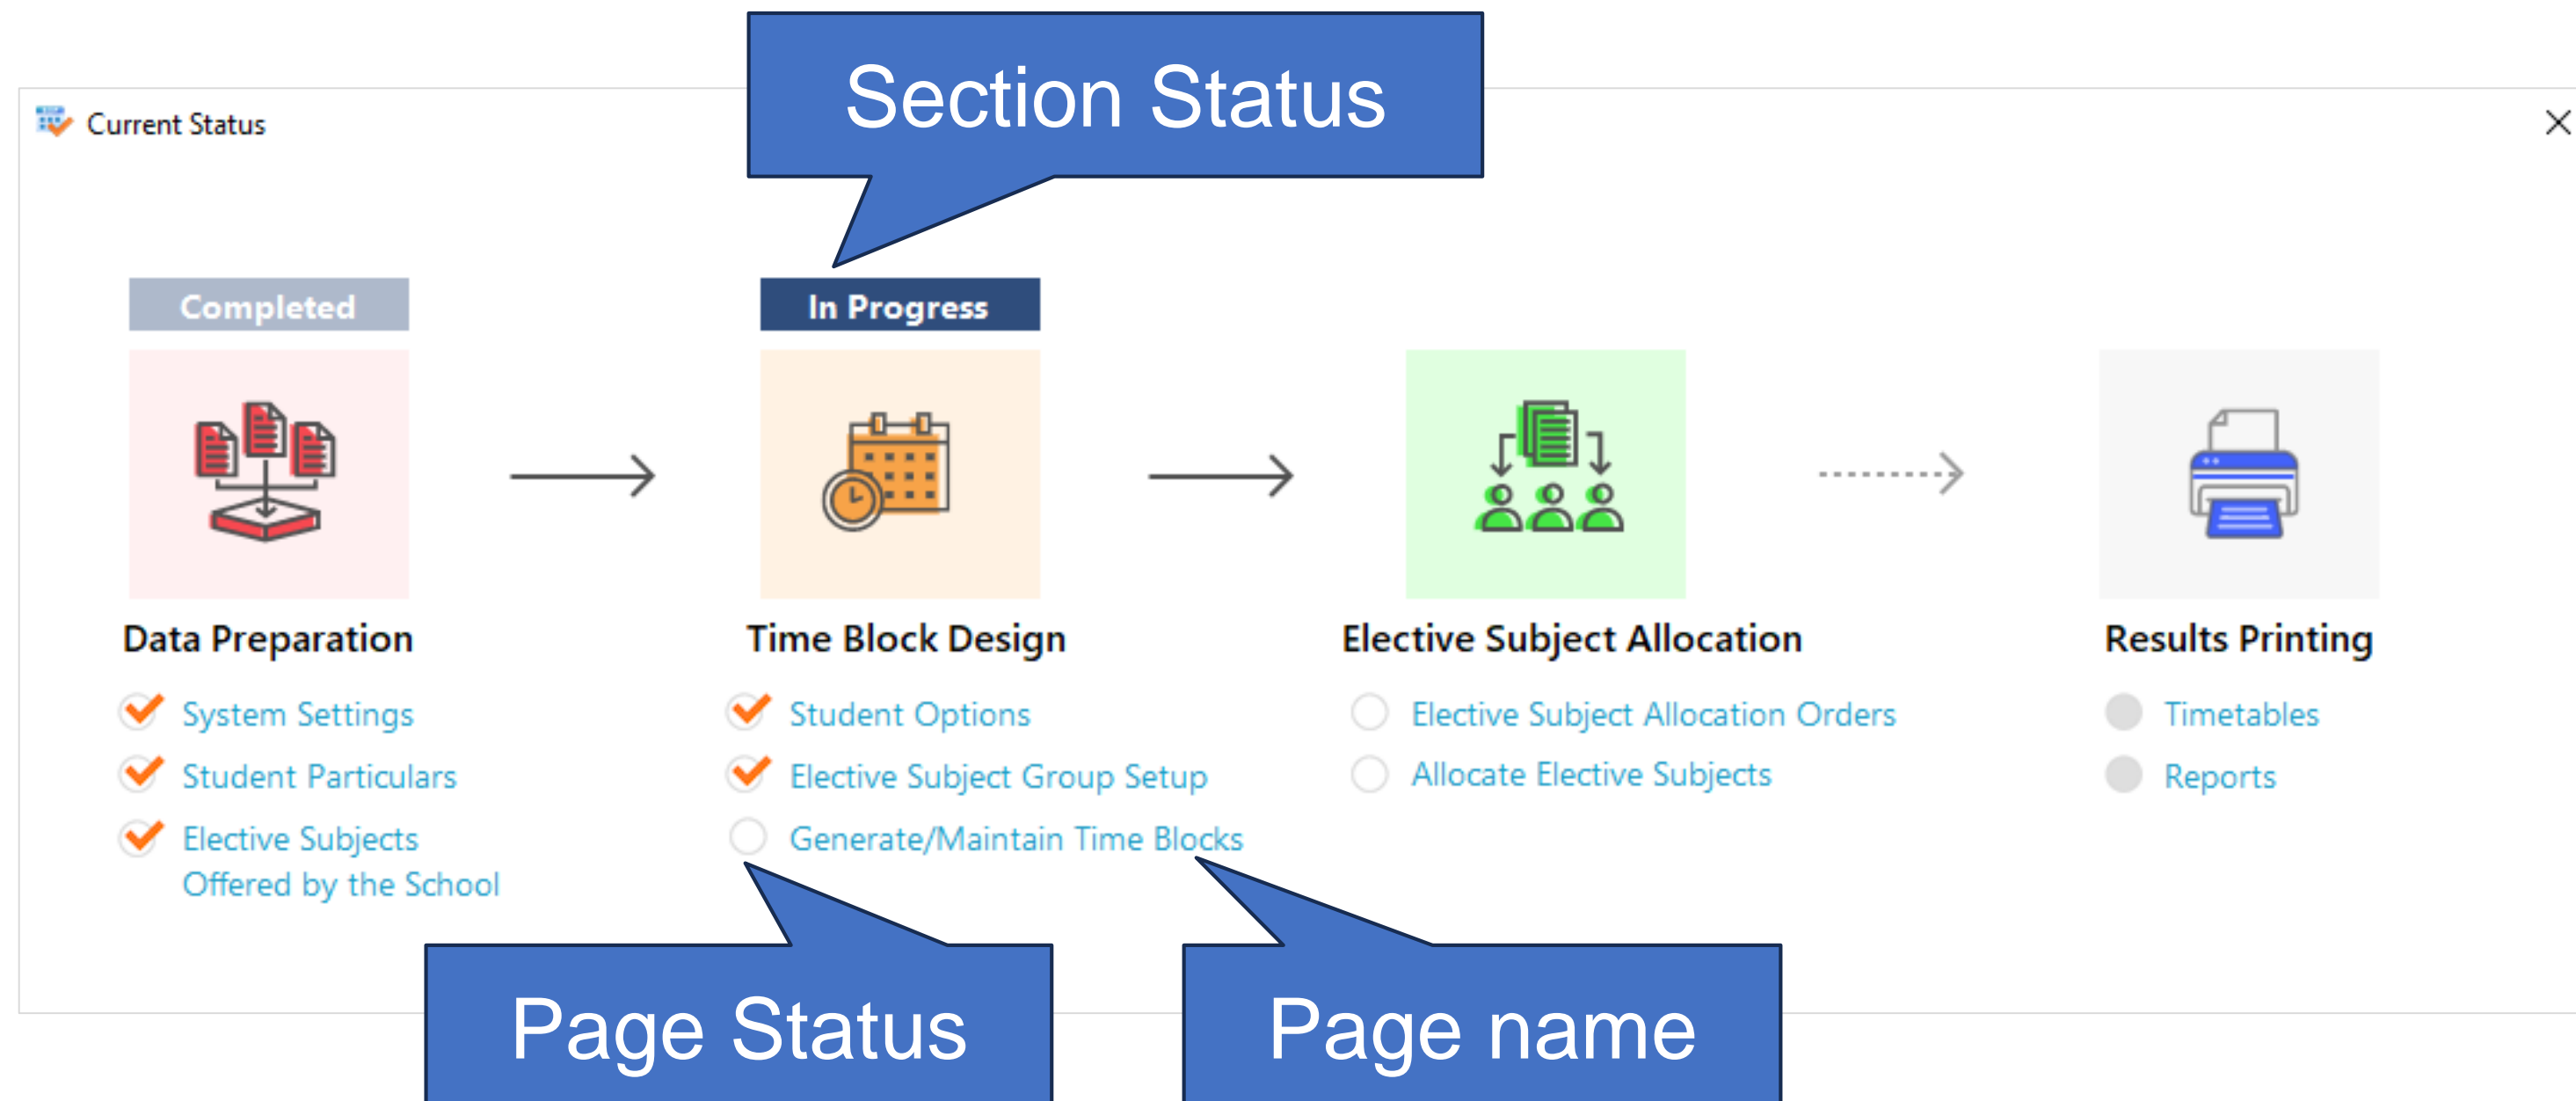 Section Status
Current Status
Completed
In Progress
Data Preparation
System Settings
Student Particulars
Elective Subjects
Offered by the School
Time Block Design
Student Options
Elective Subject Group Setup
Generate/Maintain Time Blocks
Elective Subject Allocation
Elective Subject Allocation Orders
Allocate Elective Subjects
Results Printing
Timetables
Reports
Page Status
Page name